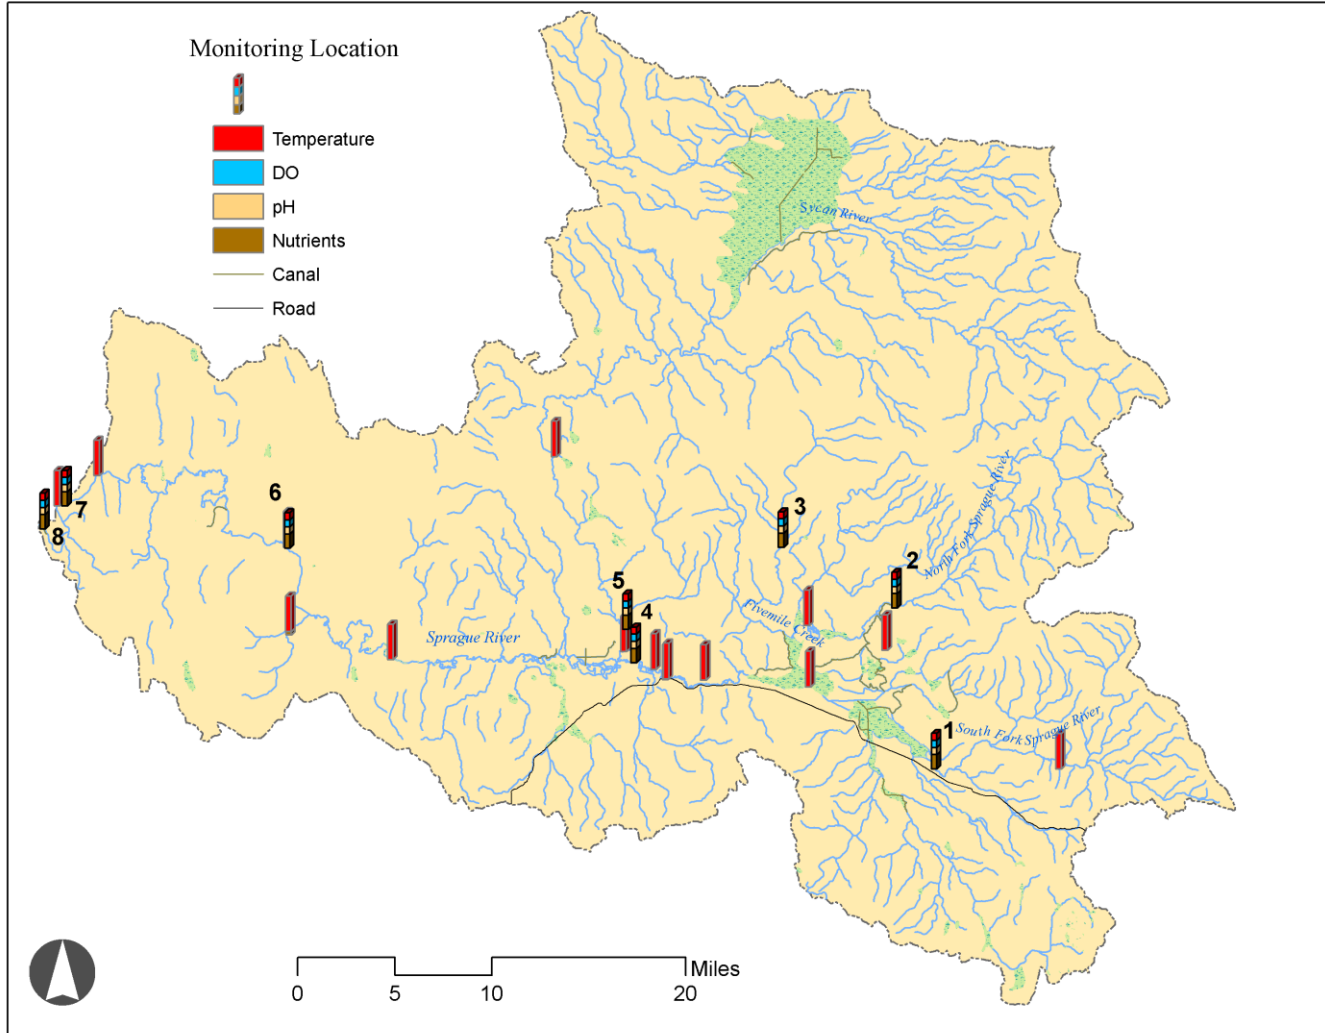 Monitoring Location
Temperature
DO
pH
Nutrients
Canal
Road
Sycan River
North Fork Sprague River
6
3
7
8
2
5
4
Fivemile Creek
Sprague River
1
South Fork Sprague River
Miles
0 5 10 20